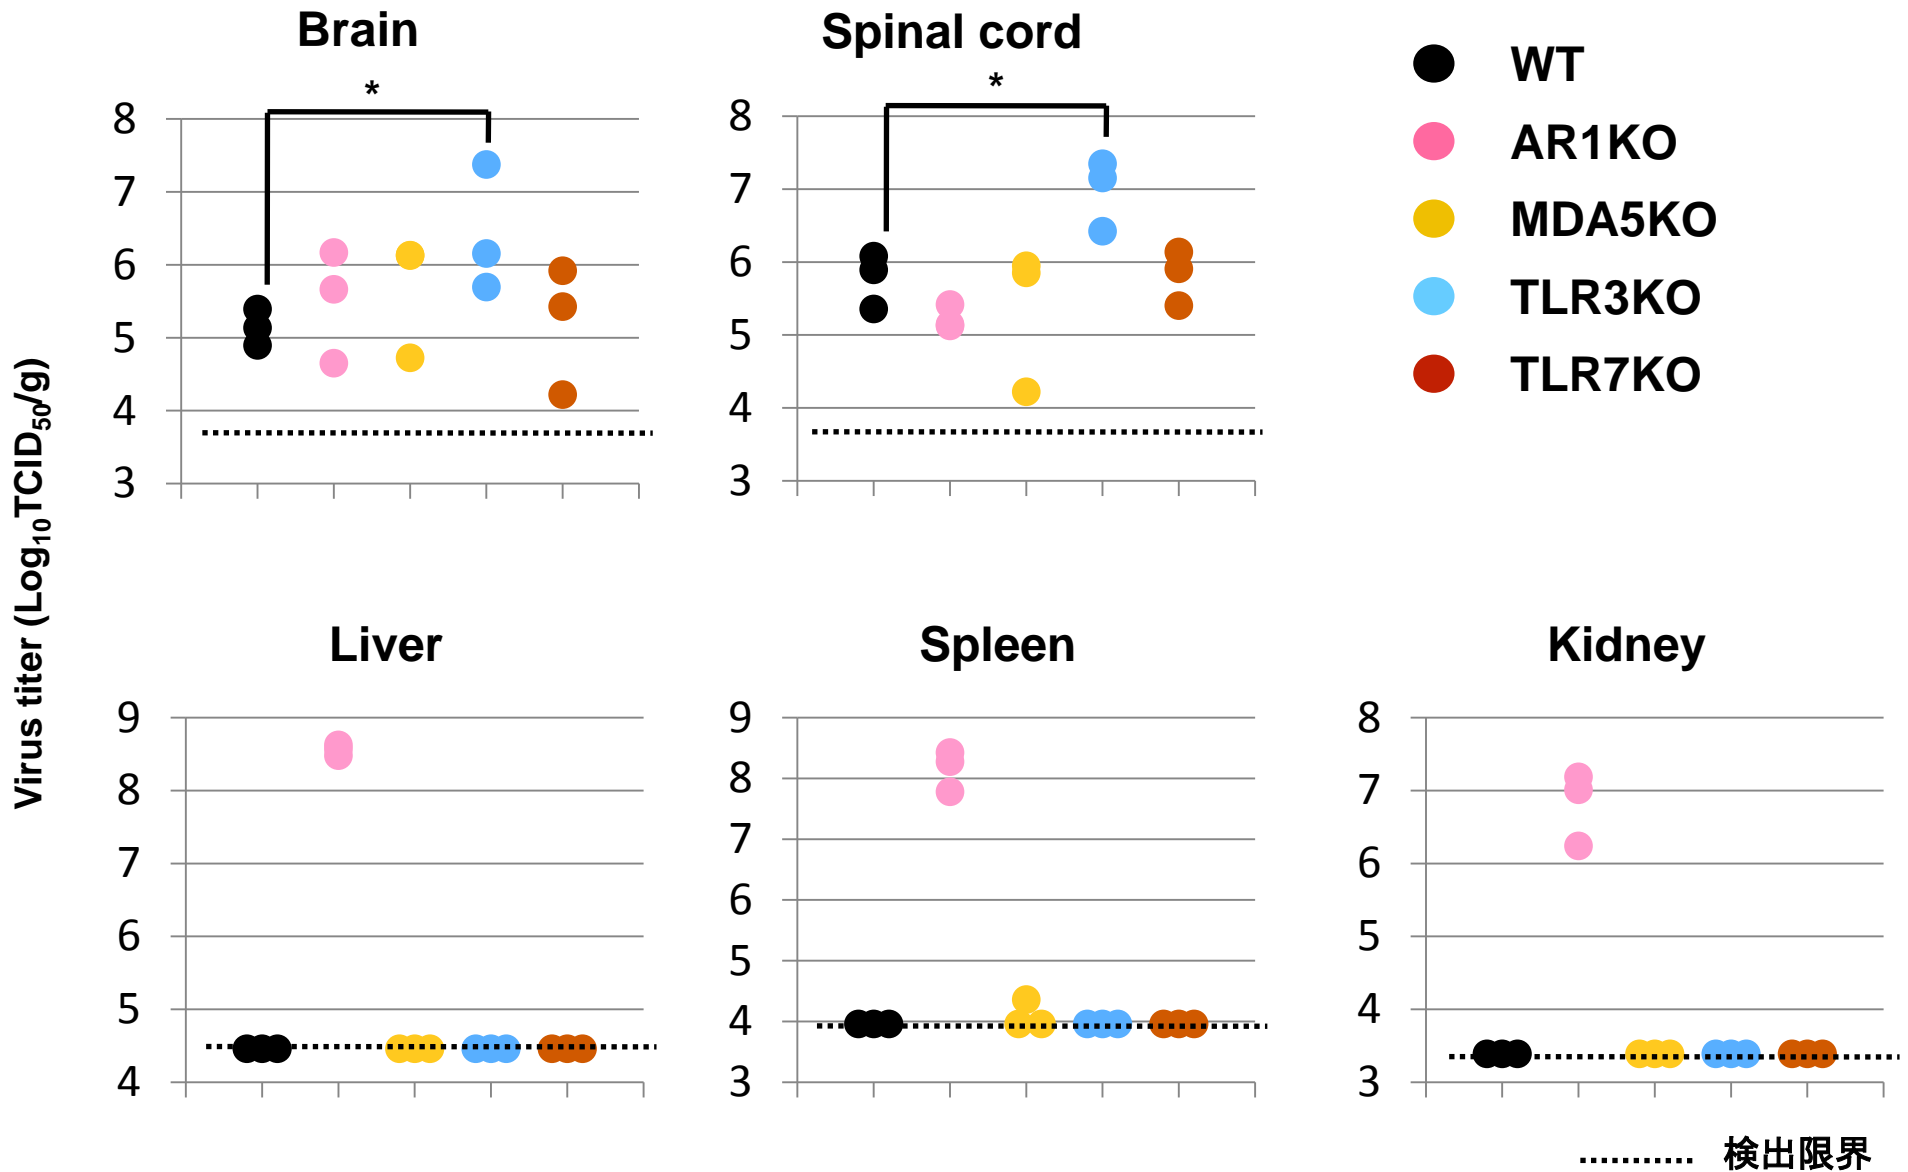 Brain
*
8
7
6
5
4
3
Spinal cord
*
8
7
6
5
4
3
WT
AR1KO
MDA5KO
TLR3KO
TLR7KO
Virus titer (Log₁₀TCID₅₀/g)
Liver
9
8
7
6
5
4
Spleen
9
8
7
6
5
4
3
Kidney
8
7
6
5
4
3
検出限界